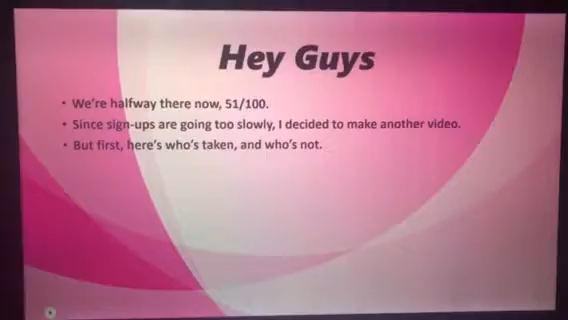 Hey Guys
• We're halfway there now, 51/100.
• Since sign-ups are going too slowly, I decided to make another video.
• But first, here's who's taken, and who's not.